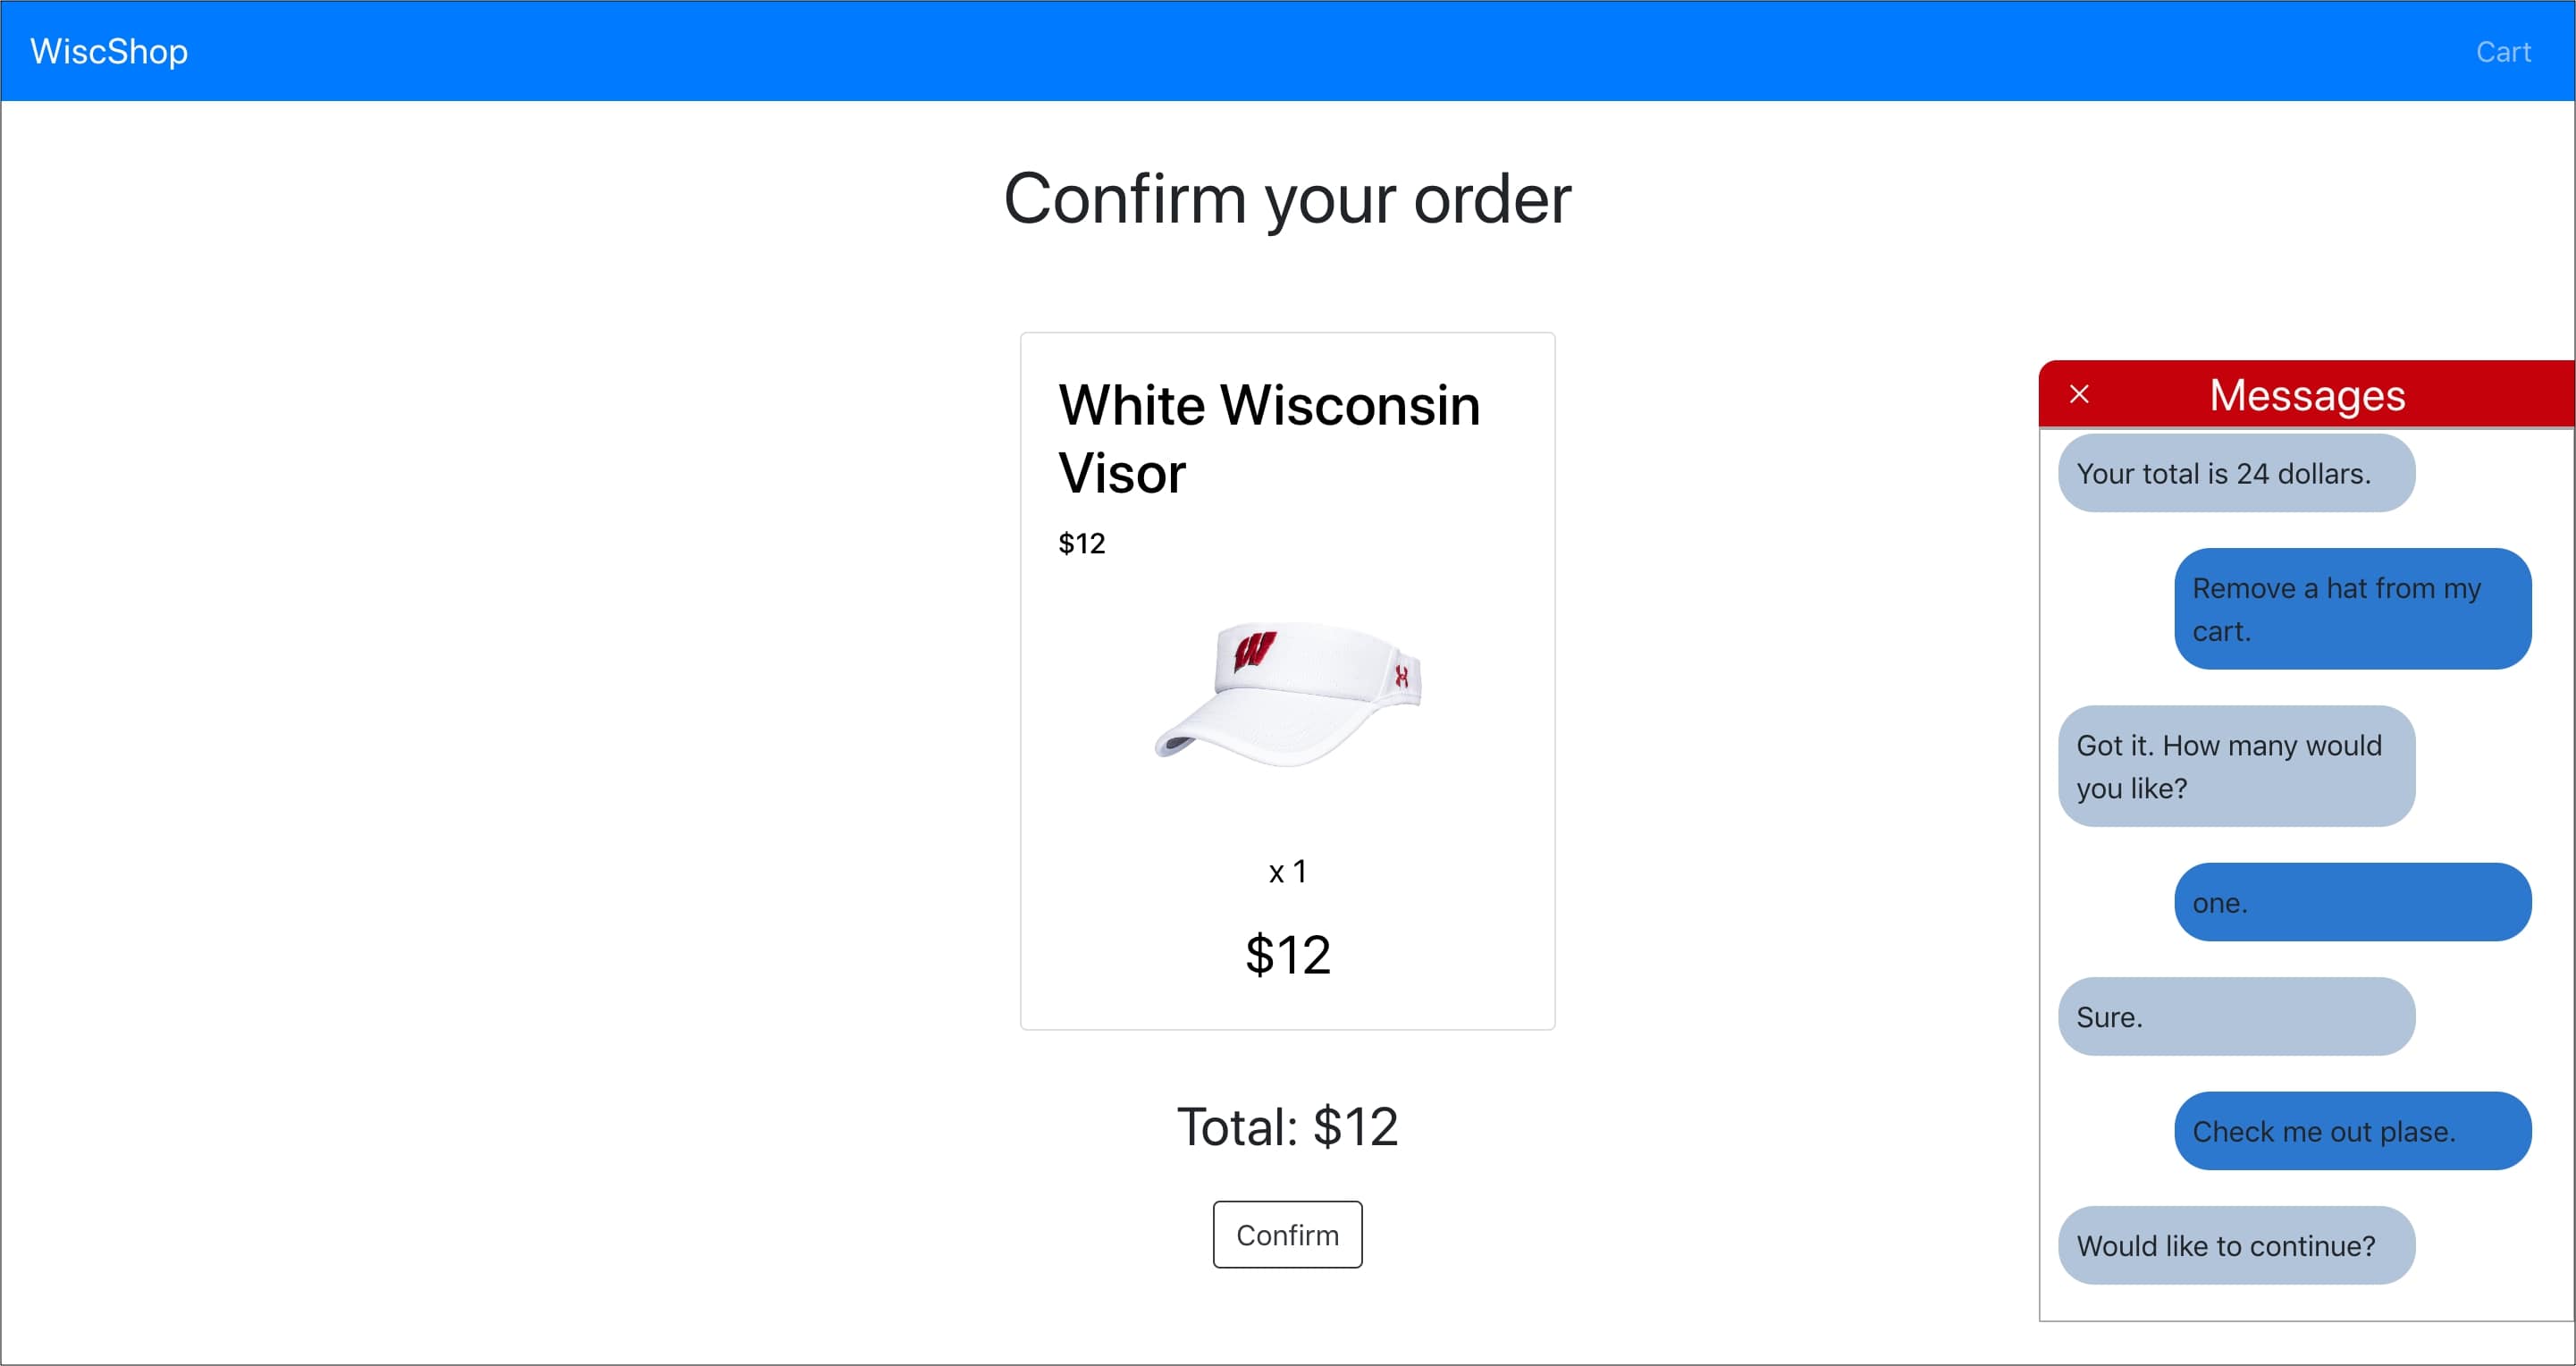 WiscShop
Cart
Confirm your order
White Wisconsin
Visor
$12
W
x 1
$12
Total: $12
Confirm
Messages
Your total is 24 dollars.
Remove a hat from my
cart.
Got it. How many would
you like?
one.
Sure.
Check me out plase.
Would like to continue?